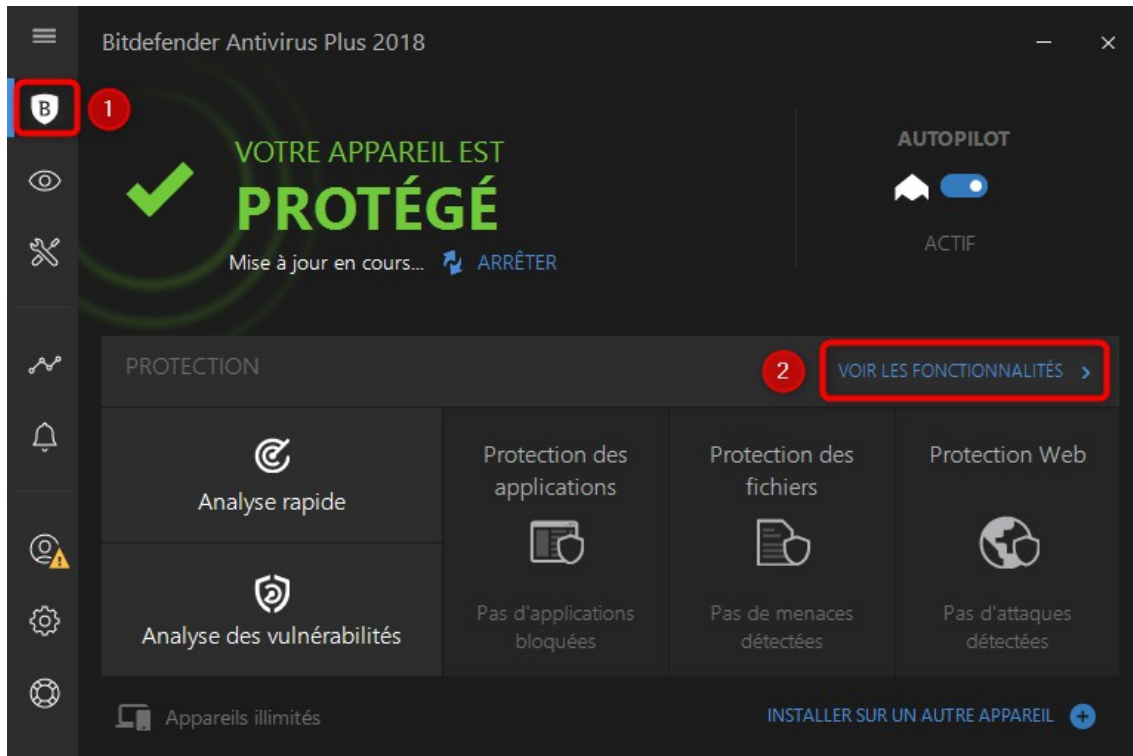 Bitdefender Antivirus Plus 2018
B
1
VOTRE APPAREIL EST
PROTÉGÉ
Mise à jour en cours... ARRÊTER
AUTOPILOT
ACTIF
PROTECTION
2
VOIR LES FONCTIONNALITÉS >
Analyse rapide
Analyse des vulnérabilités
Protection des
applications
Pas d'applications
bloquées
Protection des
fichiers
Pas de menaces
détectées
Protection Web
Pas d'attaques
détectées
Appareils illimités
INSTALLER SUR UN AUTRE APPAREIL